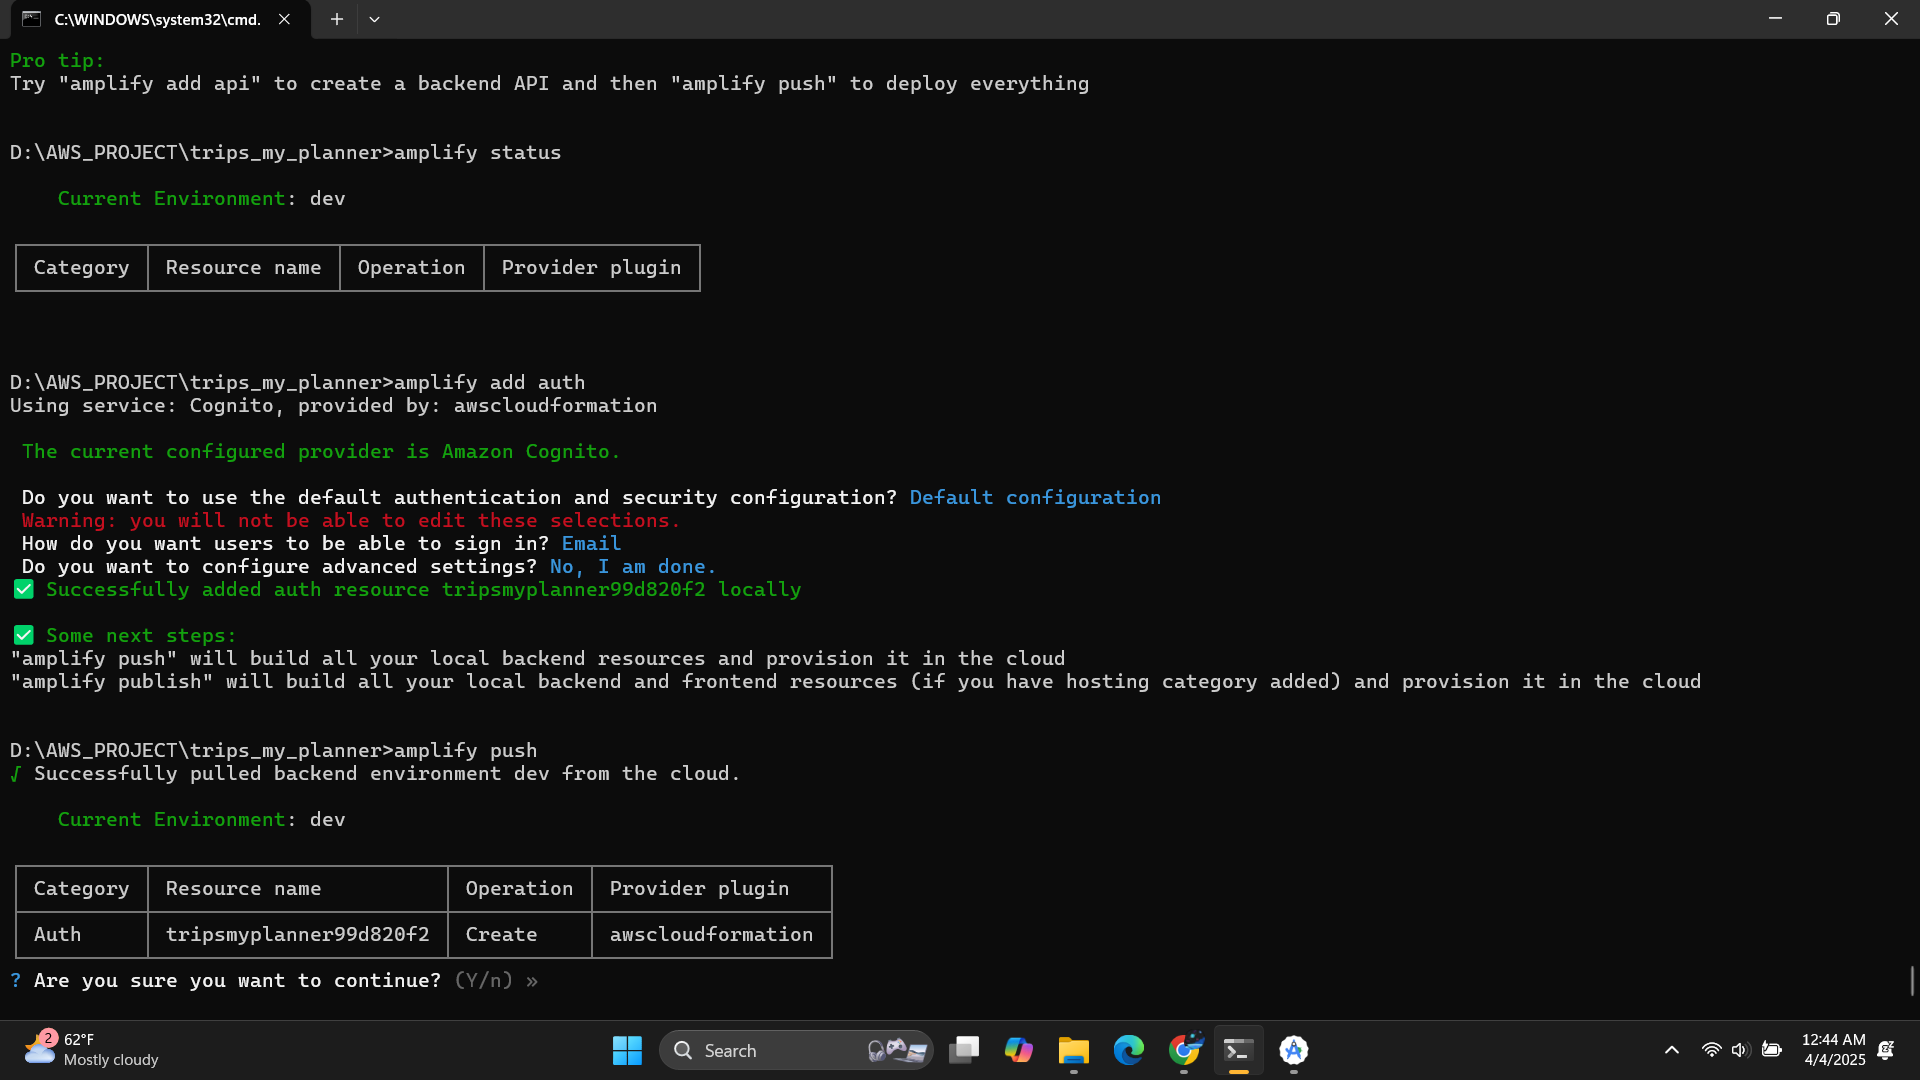 C:\WINDOWS\system32\cmd.
Pro tip:
Try "amplify add api" to create a backend API and then "amplify push" to deploy everything
D:\AWS_PROJECT\trips_my_planner>amplify status
Current Environment: dev
Category Resource name Operation Provider plugin
D:\AWS_PROJECT\trips_my_planner>amplify add auth
Using service: Cognito, provided by: awscloudformation
The current configured provider is Amazon Cognito.
Do you want to use the default authentication and security configuration? Default configuration
Warning: you will not be able to edit these selections.
How do you want users to be able to sign in? Email
Do you want to configure advanced settings? No, I am done.
✅ Successfully added auth resource tripsmyplanner99d820f2 locally
✅ Some next steps:
"amplify push" will build all your local backend resources and provision it in the cloud
"amplify publish" will build all your local backend and frontend resources (if you have hosting category added) and provision it in the cloud
D:\AWS_PROJECT\trips_my_planner>amplify push
√ Successfully pulled backend environment dev from the cloud.
Current Environment: dev
Category Resource name Operation Provider plugin
Auth tripsmyplanner99d820f2 Create awscloudformation
? Are you sure you want to continue? (Y/n) »
2
62°F
Mostly cloudy
Search
12:44 AM
4/4/2025